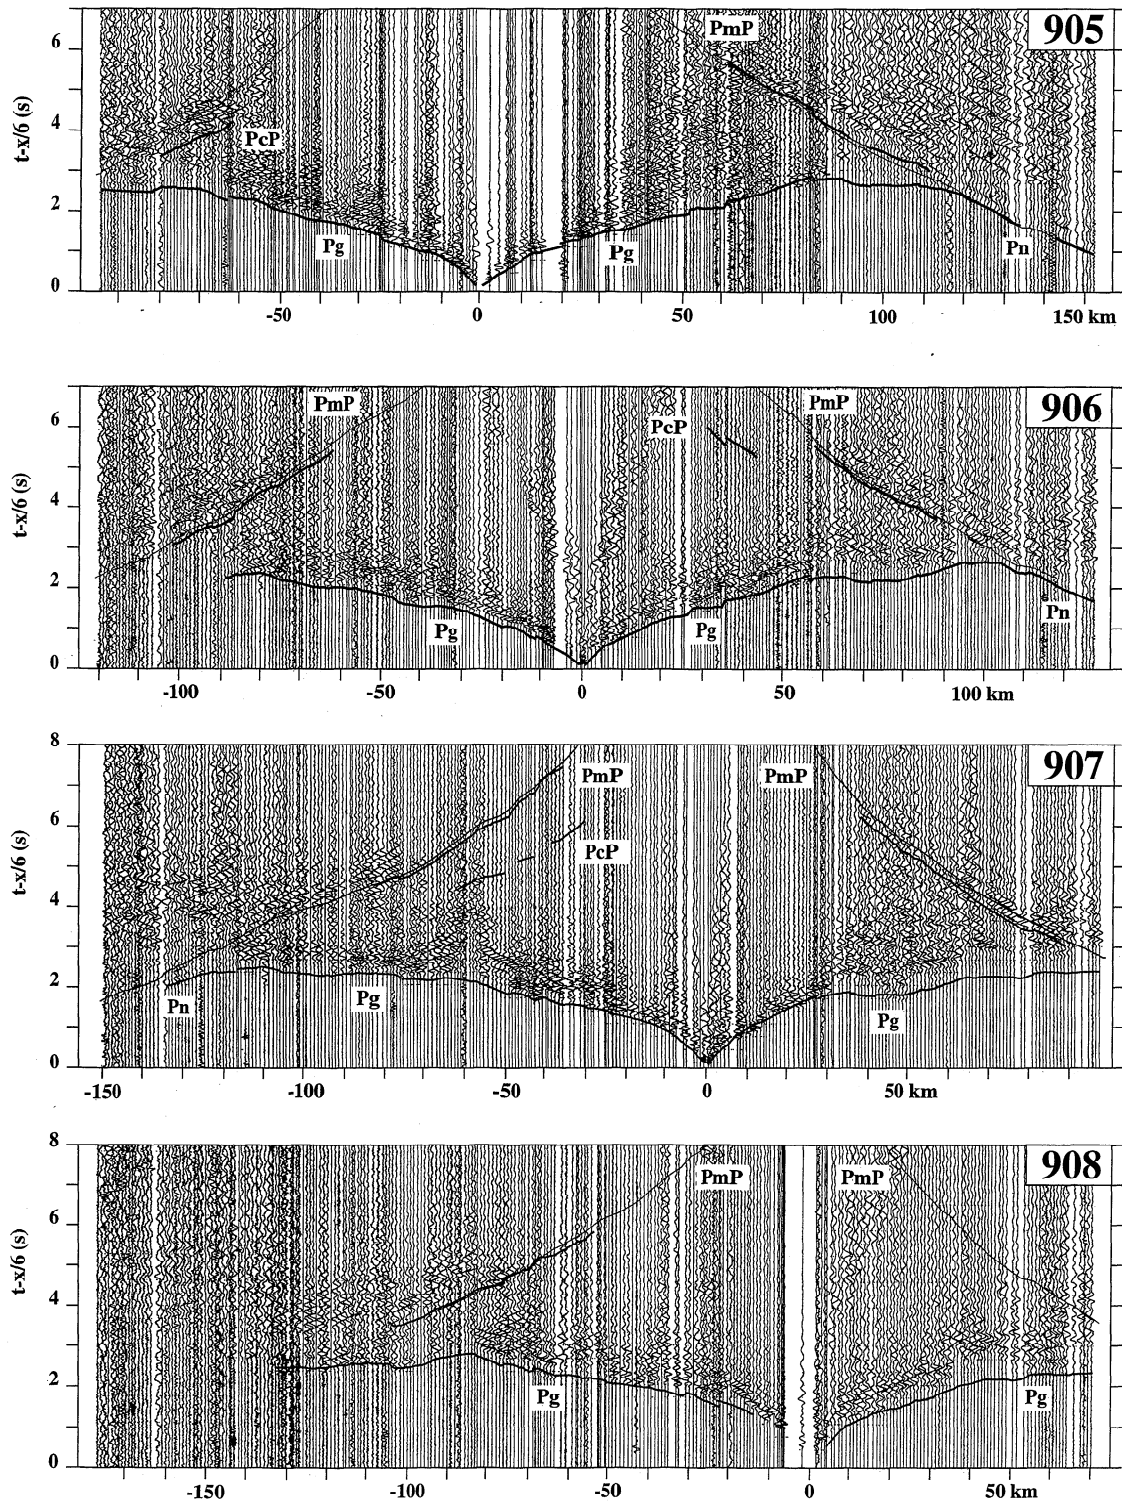 905
PmP
6
4
2
0
t-x/6 (s)
PcP
Pg
Pg
Pn
-50 0 50 100 150 km
906
PmP
PmP
PcP
6
4
2
0
t-x/6 (s)
Pg
Pg
Pn
-100 -50 0 50 100 km
907
8
6
4
2
0
t-x/6 (s)
PmP
PmP
PcP
Pn
Pg
Pg
-150 -100 -50 0 50 km
908
8
6
4
2
0
t-x/6 (s)
PmP
PmP
Pg
Pg
-150 -100 -50 0 50 km